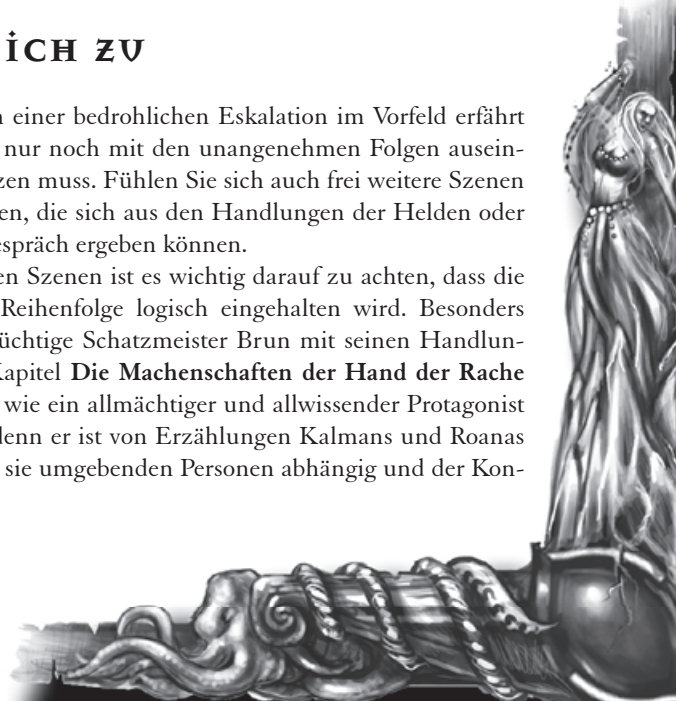 ICH ZU
n einer bedrohlichen Eskalation im Vorfeld erfährt
nur noch mit den unangenehmen Folgen ausein-
zen muss. Fühlen Sie sich auch frei weitere Szenen
en, die sich aus den Handlungen der Helden oder
espräch ergeben können.
en Szenen ist es wichtig darauf zu achten, dass die
Reihenfolge logisch eingehalten wird. Besonders
üchtige Schatzmeister Brun mit seinen Handlun-
Kapitel Die Machenschaften der Hand der Rache
wie ein allmächtiger und allwissender Protagonist
denn er ist von Erzählungen Kalmans und Roanas
sie umgebenden Personen abhängig und der Kon-